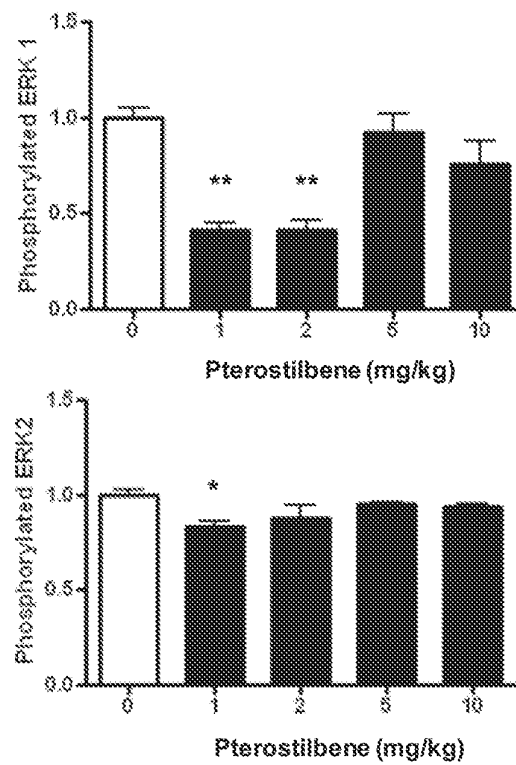 Phosphorylated ERK 1
1.5
1.0
0.5
0.0
** **
0 1 2 5 10
Pterostilbene (mg/kg)
Phosphorylated ERK2
1.5
1.0
0.5
0.0
*
0 1 2 5 10
Pterostilbene (mg/kg)